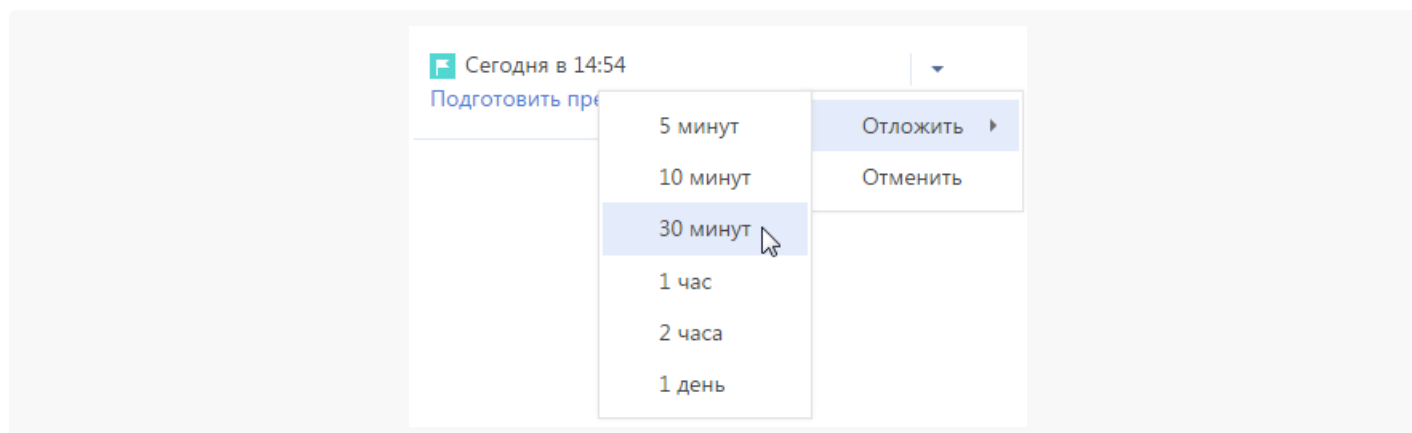 Сегодня в 14:54
Подготовить пре
5 минут
10 минут
30 минут
1 час
2 часа
1 день
Отложить
Отменить